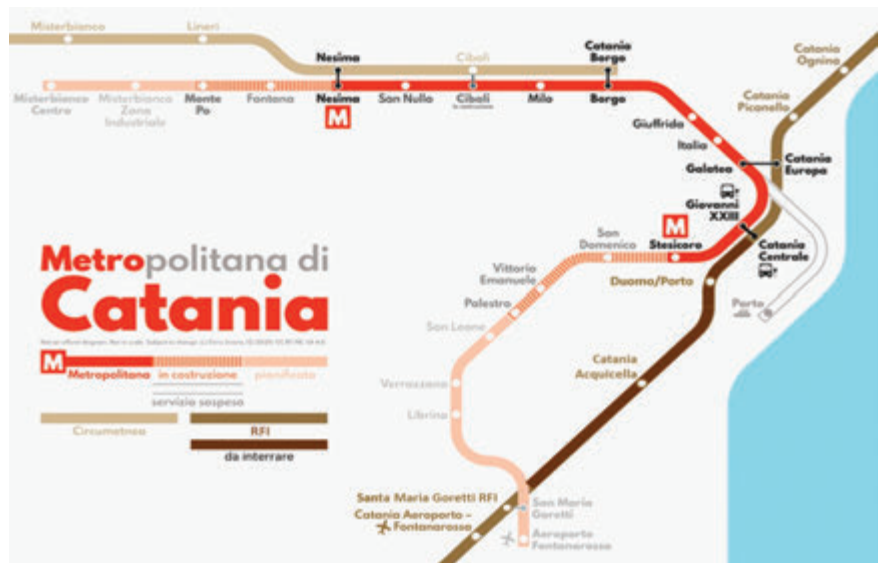 Misterbianco
Lineri
Nesima
Cibali
Catania
Borgo
Catania
Ognina
Misterbianco
Centro
Misterbianco
Zona
Industriale
Monte
Po
Fontana
Nesima
M
San Nullo
Cibali
in costruzione
Milo
Borgo
Catania
Picanello
Giuffrida
Italia
Galatea
Catania
Europa
Giovanni
XXIII
M
Stesicoro
San
Domenico
Catania
Centrale
Vittorio
Emanuele
Duomo/Porto
Porto
Palestro
San Leone
Metropolitana di
Catania
M
Metropolitana
in costruzione
pianificata
servizio sospeso
Circumetnea
RFI
da interrare
Catania
Acquicella
Verrazzano
Librino
Santa Maria Goretti RFI
San Maria
Goretti
Catania Aeroporto –
Fontanarossa
Aeroporto
Fontanarossa